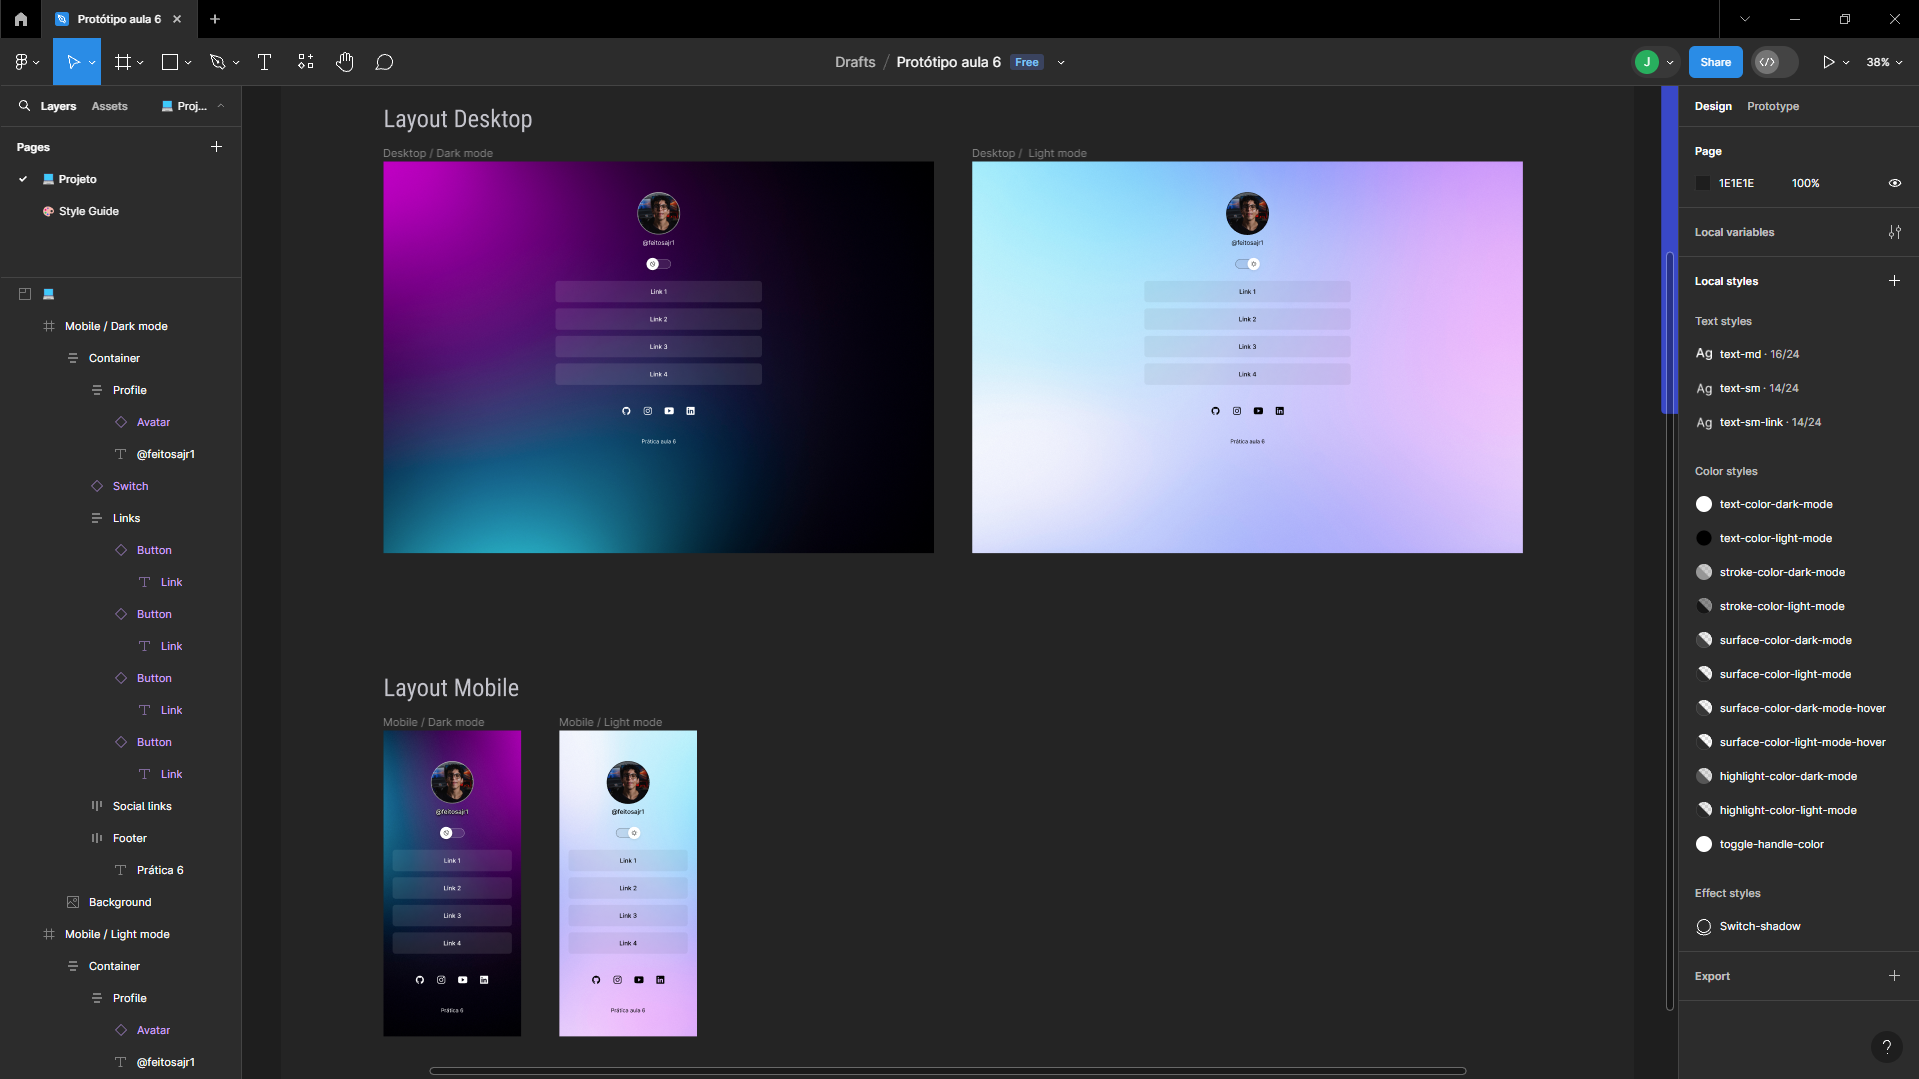 Protótipo aula 6
Drafts / Protótipo aula 6 Free
J
Share
38%
Layers
Assets
Proj...
Pages
Projeto
Style Guide
Mobile / Dark mode
Container
Profile
Avatar
@feitosajr1
Switch
Links
Button
Link
Button
Link
Button
Link
Button
Link
Social links
Footer
Prática 6
Background
Mobile / Light mode
Container
Profile
Avatar
@feitosajr1
Layout Desktop
Desktop / Dark mode
@feitosajr1
Link 1
Link 2
Link 3
Link 4
Prática aula 6
Desktop / Light mode
@feitosajr1
Link 1
Link 2
Link 3
Link 4
Prática aula 6
Layout Mobile
Mobile / Dark mode
@feitosajr1
Link 1
Link 2
Link 3
Link 4
Prática 6
Mobile / Light mode
@feitosajr1
Link 1
Link 2
Link 3
Link 4
Prática aula 6
Design
Prototype
Page
1E1E1E 100%
Local variables
Local styles
Text styles
Ag text-md · 16/24
Ag text-sm · 14/24
Ag text-sm-link · 14/24
Color styles
text-color-dark-mode
text-color-light-mode
stroke-color-dark-mode
stroke-color-light-mode
surface-color-dark-mode
surface-color-light-mode
surface-color-dark-mode-hover
surface-color-light-mode-hover
highlight-color-dark-mode
highlight-color-light-mode
toggle-handle-color
Effect styles
Switch-shadow
Export
?